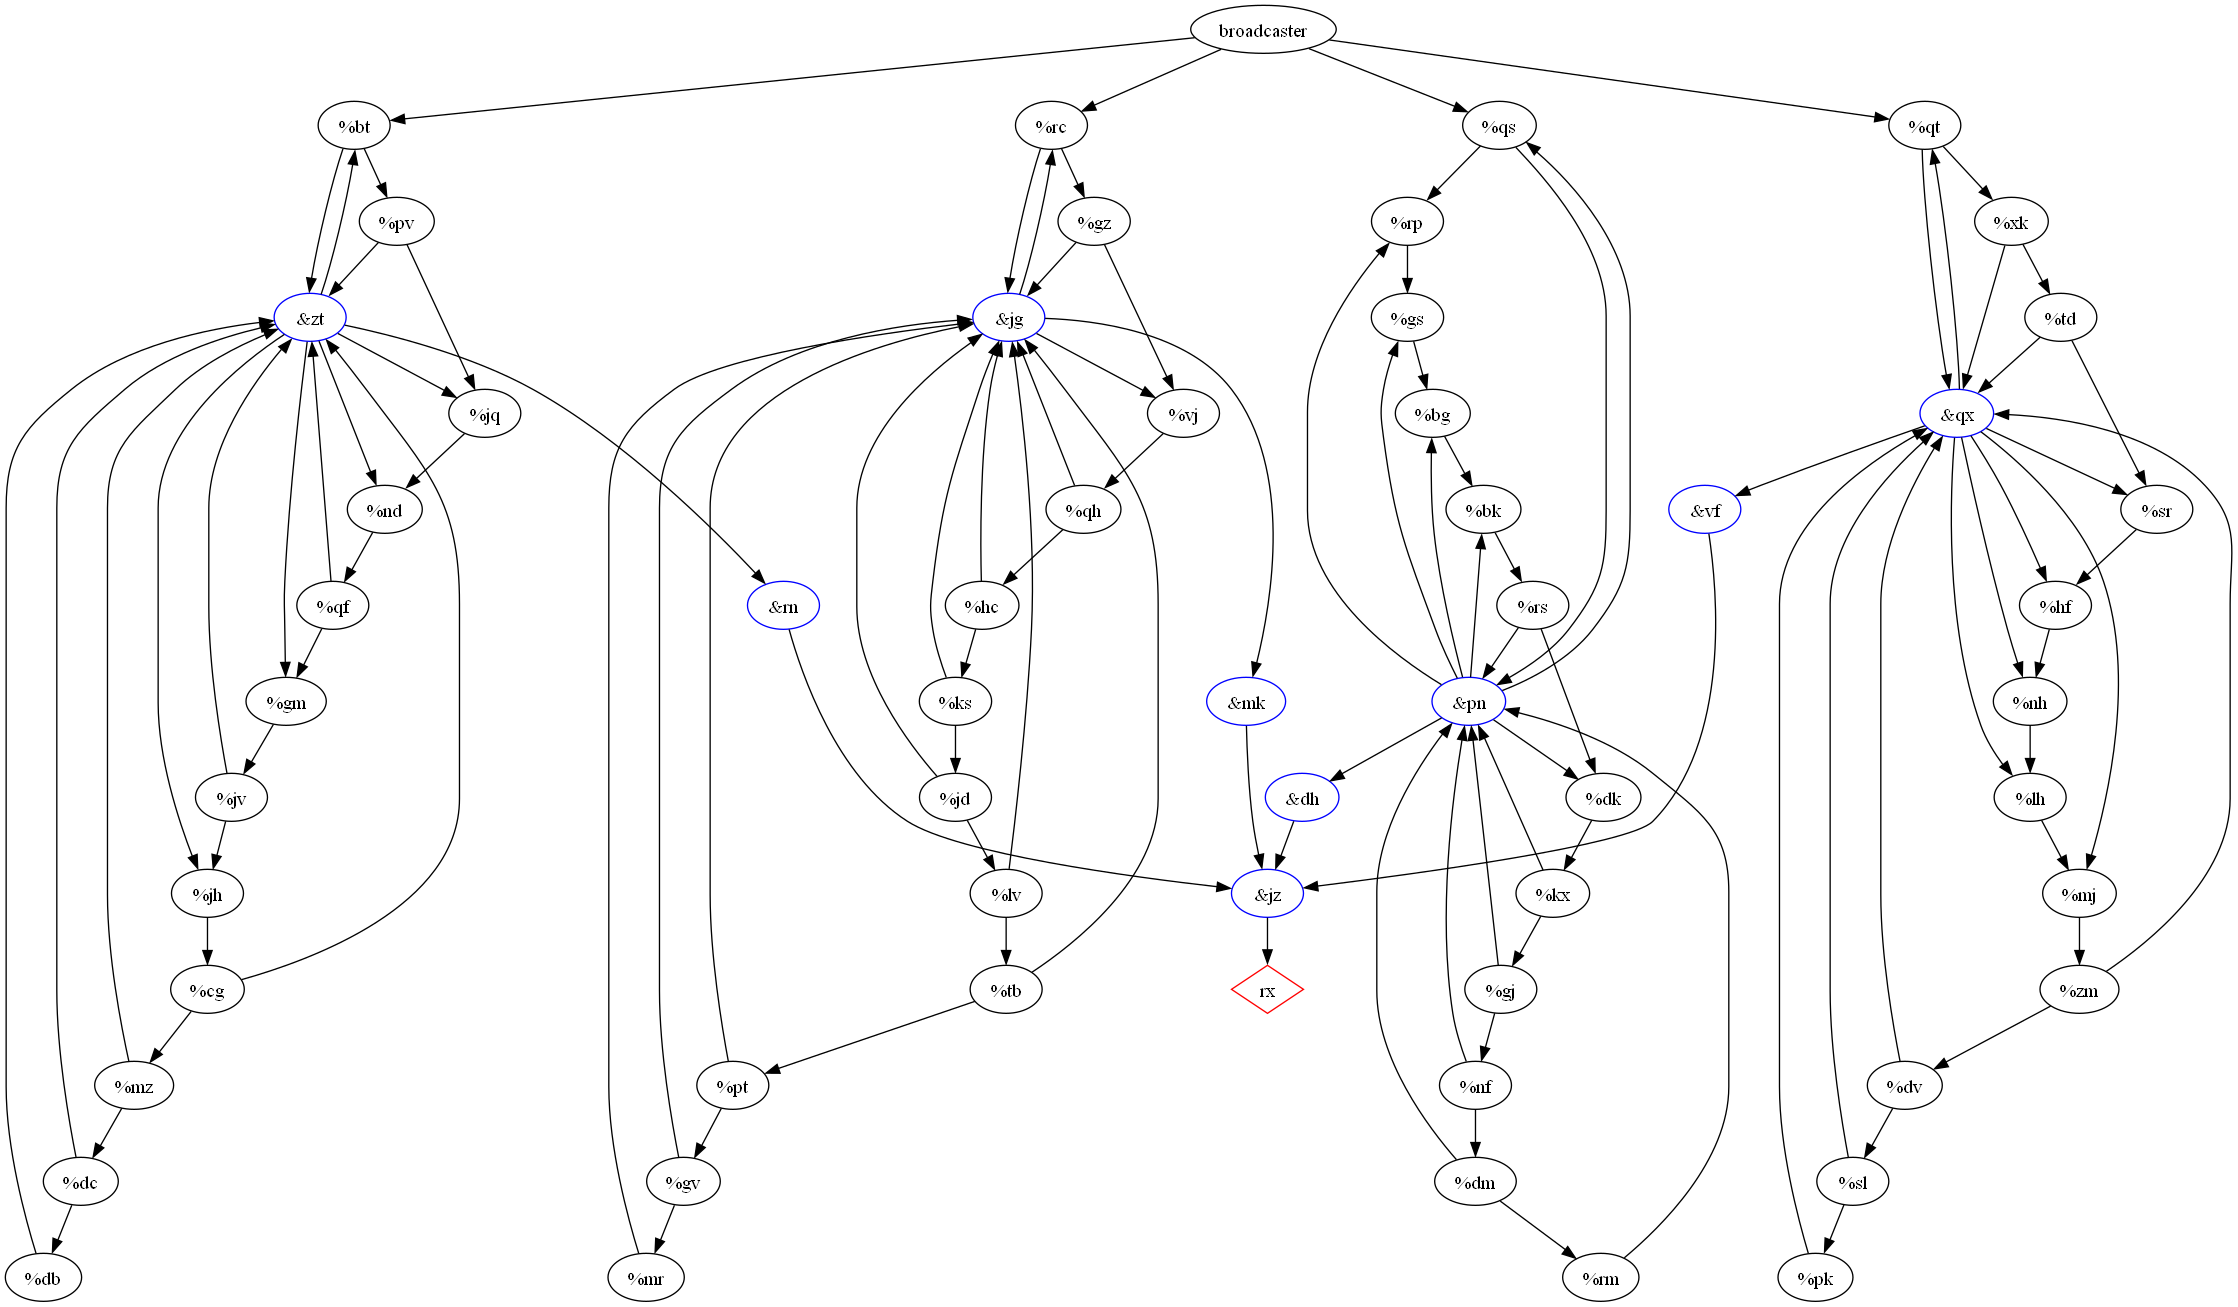 broadcaster
%bt
%rc
%qs
%qt
%pv
%gz
%rp
%xk
&zt
&jg
%gs
%td
%jq
%vj
%bg
&qx
%nd
%qh
%bk
&vf
%sr
%qf
&rn
%hc
%rs
%hf
%gm
%ks
&mk
&pn
%nh
%jv
%jd
&dh
%dk
%lh
%jh
%lv
&jz
%kx
%mj
%cg
%tb
rx
%gj
%zm
%mz
%pt
%nf
%dv
%dc
%gv
%dm
%sl
%db
%mr
%rm
%pk